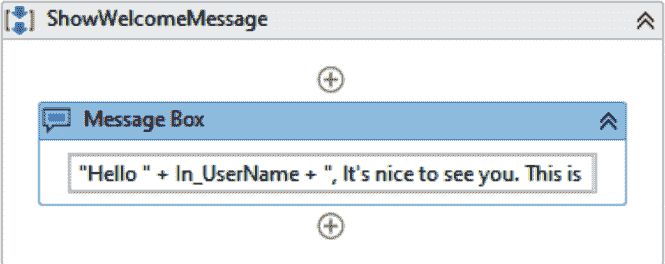 ShowWelcomeMessage
Message Box
"Hello " + In_UserName + ", It's nice to see you. This is